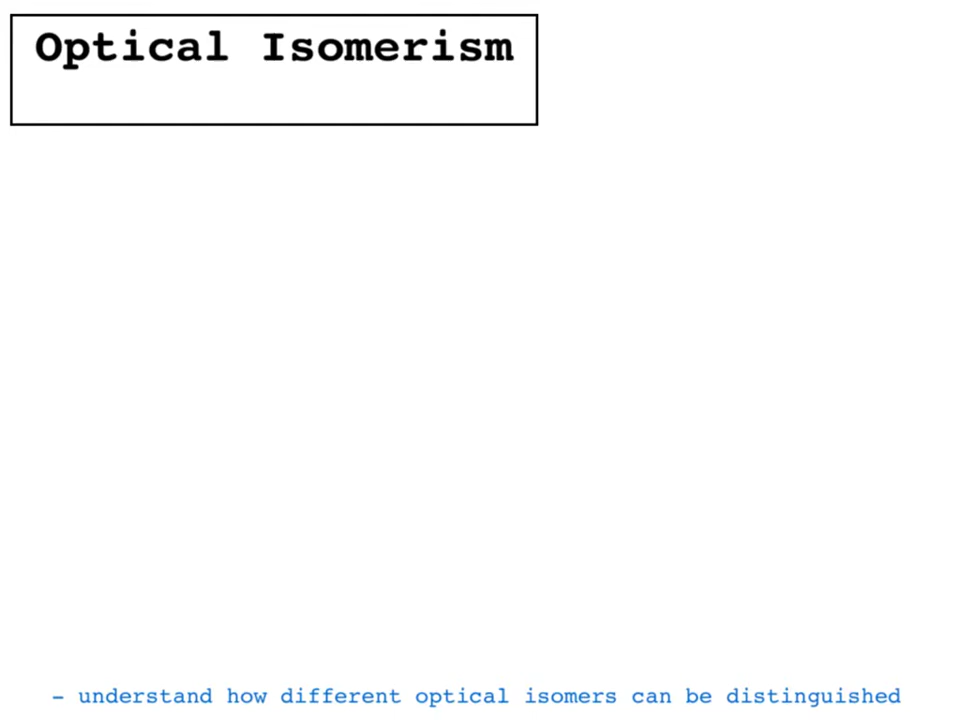 Optical Isomerism
- understand how different optical isomers can be distinguished